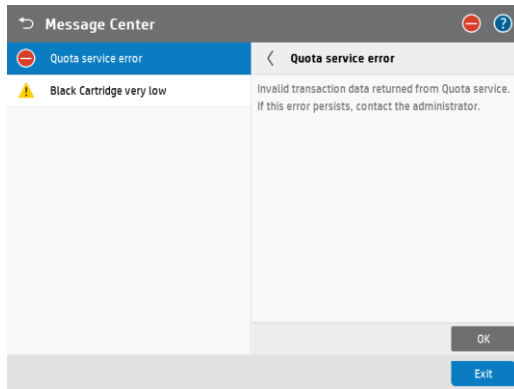 Message Center
?
Quota service error
Black Cartridge very low
Quota service error
Invalid transaction data returned from Quota service.
If this error persists, contact the administrator.
OK
Exit